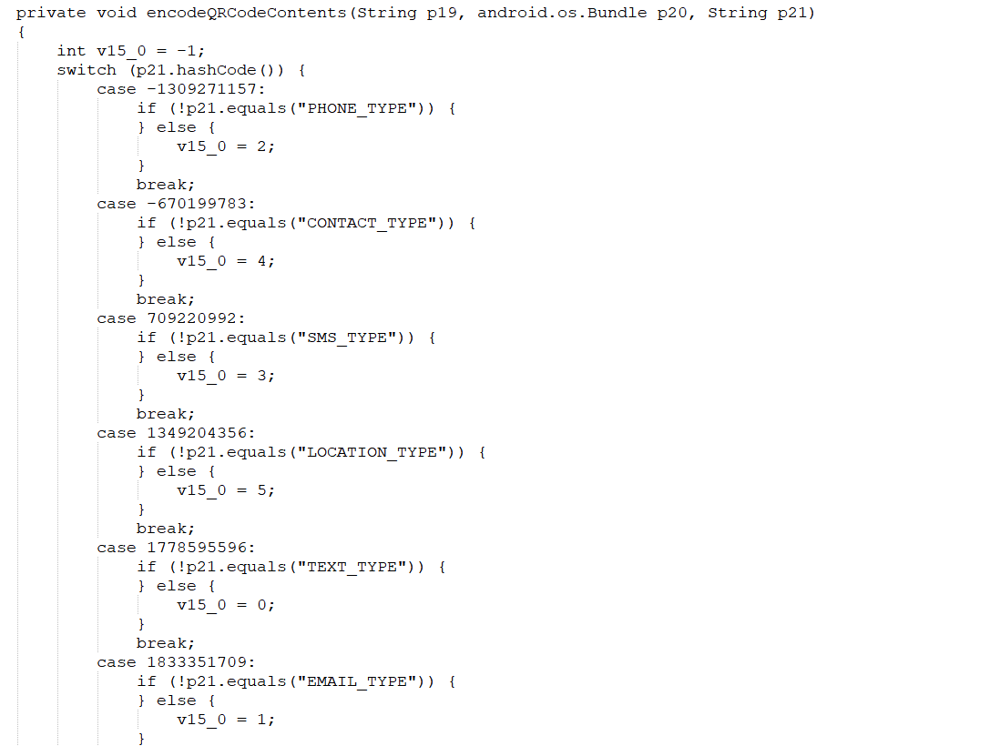 private void encodeQRCodeContents(String p19, android.os.Bundle p20, String p21)
{
    int v15_0 = -1;
    switch (p21.hashCode()) {
        case -1309271157:
            if (!p21.equals("PHONE_TYPE")) {
            } else {
                v15_0 = 2;
            }
            break;
        case -670199783:
            if (!p21.equals("CONTACT_TYPE")) {
            } else {
                v15_0 = 4;
            }
            break;
        case 709220992:
            if (!p21.equals("SMS_TYPE")) {
            } else {
                v15_0 = 3;
            }
            break;
        case 1349204356:
            if (!p21.equals("LOCATION_TYPE")) {
            } else {
                v15_0 = 5;
            }
            break;
        case 1778595596:
            if (!p21.equals("TEXT_TYPE")) {
            } else {
                v15_0 = 0;
            }
            break;
        case 1833351709:
            if (!p21.equals("EMAIL_TYPE")) {
            } else {
                v15_0 = 1;
            }